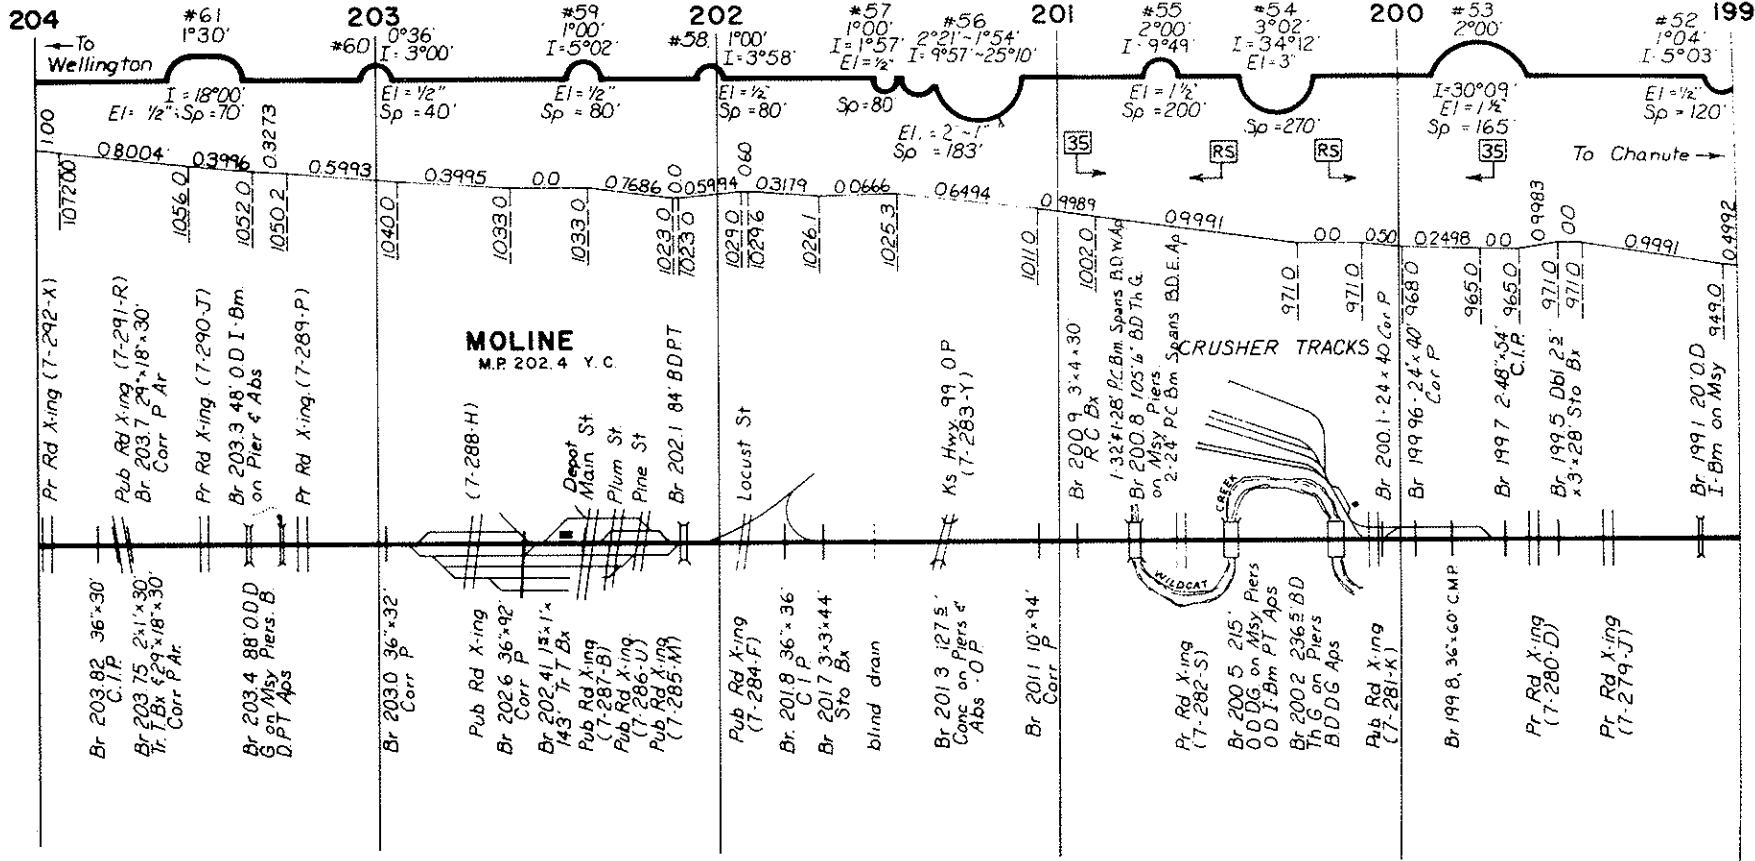 204
203
202
201
200
199
← To
Wellington
#61
1°30'
I = 18°00'
El = ½" Sp = 70'
#60
0°36'
I = 3°00'
El = ½"
Sp = 40'
#59
1°00'
I = 5°02'
El = ½"
Sp = 80'
#58
1°00'
I = 3°58'
El = ½"
Sp = 80'
#57
1°00'
I = 1°57'
El = ½"
Sp = 80'
#56
2°21' ~ 1°54'
I = 9°57' ~ 25°10'
El. = 2" ~ 1"
Sp = 183'
#55
2°00'
I = 9°49'
El = 1½"
Sp = 200'
#54
3°02'
I = 34°12'
El = 3"
Sp = 270'
#53
2°00'
I = 30°09'
El = 1½"
Sp = 165'
#52
1°04'
I = 5°03'
El = ½"
Sp = 120'
35
RS
RS
35
To Chanute →
1.00
0.8004
0.3996
0.3273
0.5993
0.3995
0.0
0.7686
0.0
0.5994
0.60
0.3179
0.0666
0.6494
0.9989
0.9991
0.0
0.50
0.2498
0.0
0.9983
0.0
0.9991
0.4992
1072.00
1056.0
1052.0
1050.2
1040.0
1033.0
1033.0
1023.0
1023.0
1029.0
1029.6
1026.1
1025.3
1011.0
1002.0
971.0
971.0
968.0
965.0
965.0
971.0
971.0
949.0
Pr Rd X-ing (7-292-X)
Pub Rd X-ing (7-291-R)
Br. 203.7 29"x18"x30'
Corr P Ar
Pr Rd X-ing (7-290-J)
Br 203.3 48' O.D I-Bm.
on Pier & Abs
Pr Rd X-ing (7-289-P)
MOLINE
M.P. 202.4 Y.C.
(7-288-H)
Depot
Main St.
Plum St.
Pine St
Br 202.1 84' BDPT
Locust St
Ks Hwy. 99 O P
(7-283-Y)
Br 200.9 3'x4'x30'
R C Bx
1-32' & 1-28' P.C. Bm. Spans B.D. W.Ap
Br 200.8 105'6" BD Th G.
on Msy Piers
2-24' PC Bm Spans B.D.E. Ap
CRUSHER TRACKS
CREEK
WILDCAT
Br 200.1-24"x40' Cor P
Br 199.96-24"x40'
Cor P
Br 199.7 2-48"x54'
C.I.P.
Br 199.5 Dbl 2⁵
x3'x28' Sto Bx
Br 199.1 20' O.D
I-Bm on Msy
Br 203.82 36"x30'
C.I.P
Br 203.75 2'x1'x30'
Tr. T Bx & 29"x18"x30'
Corr P Ar.
Br 203.4 88' O D D
G on Msy Piers. B.
D.P.T Aps
Br 203.0 36"x32'
Corr P
Pub Rd X-ing
Br 202.6 36"x92'
Corr P
Br 202.41 1⁵x1'x
143' Tr T Bx
Pub Rd X-ing
(7-287-B)
Pub Rd X-ing
(7-286-U)
Pub Rd X-ing
(7-285-M)
Pub Rd X-ing
(7-284-F)
Br. 201.8 36"x36'
C I P
Br 201.7 3'x3'x44'
Sto Bx
blind drain
Br 201.3 127⁵'
Conc on Piers &
Abs - O P
Br 201.1 10'x94'
Corr P
Pr Rd X-ing
(7-282-S)
Br 200.5 215'
O D DG. on Msy Piers
O D I-Bm PT Aps
Br 200.2 236⁵' BD
Th G on Piers
B.D DG Aps
Pub Rd X-ing
(7-281-K)
Br 199.8, 36"x60' C.M.P.
Pr Rd X-ing
(7-280-D)
Pr Rd X-ing
(7-279-J)